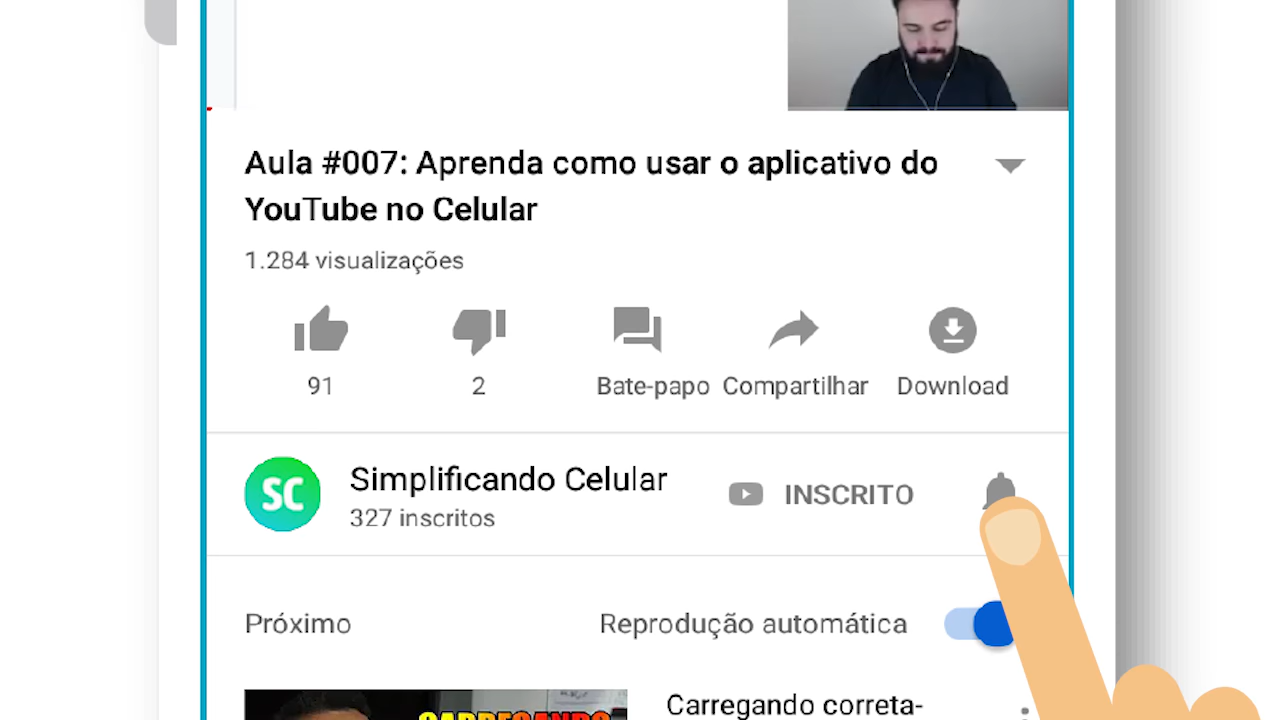 Aula #007: Aprenda como usar o aplicativo do
YouTube no Celular
1.284 visualizações
91
2
Bate-papo
Compartilhar
Download
SC
Simplificando Celular
327 inscritos
INSCRITO
Próximo
Reprodução automática
CARREGANDO
Carregando correta-